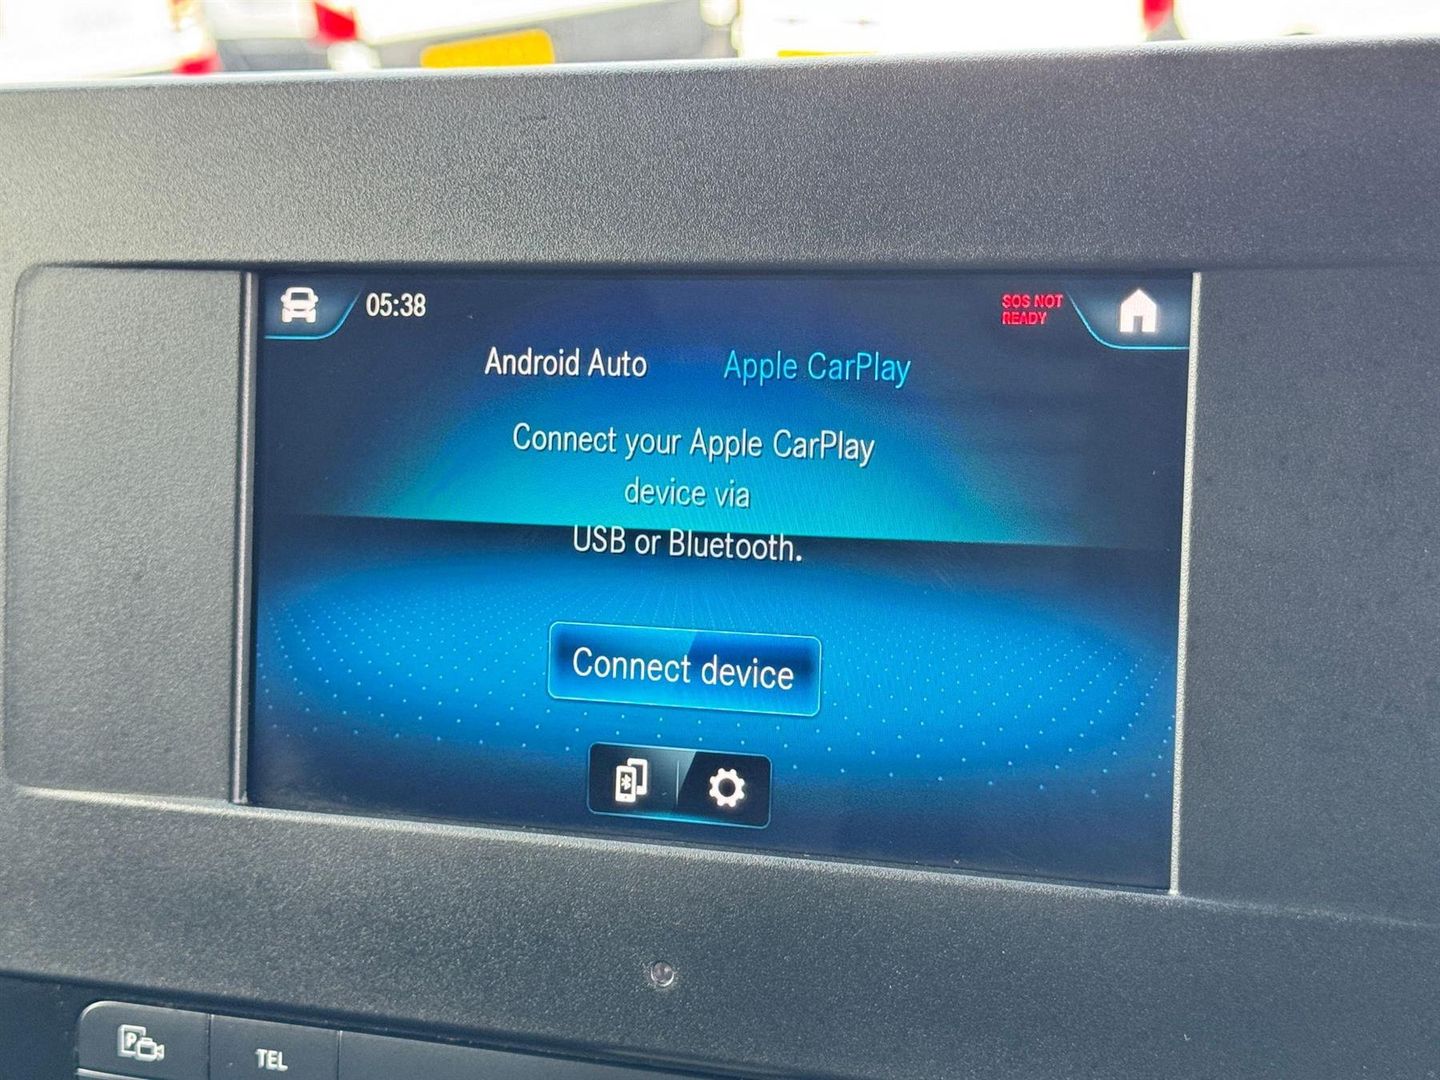 05:38
SOS NOT
READY
Android Auto
Apple CarPlay
Connect your Apple CarPlay
device via
USB or Bluetooth.
Connect device
P
TEL